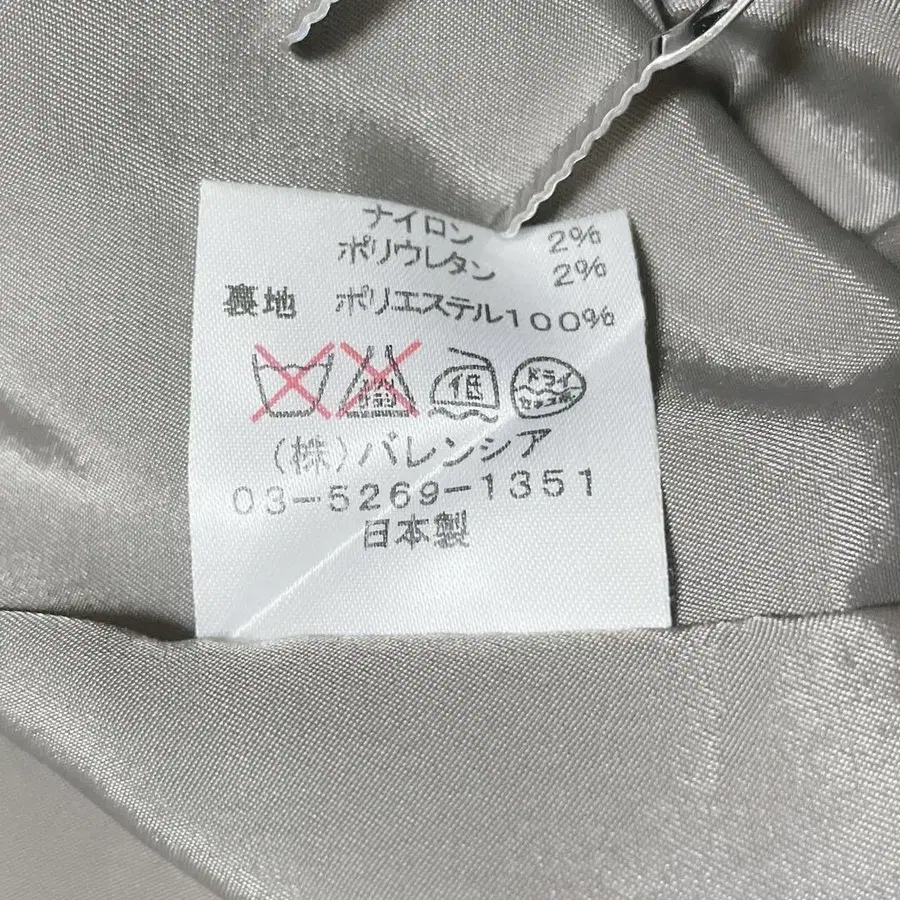 ナイロン 2%
ポリウレタン 2%
裏地 ポリエステル100%
低 ドライ
(株)バレンシア
03-5269-1351
日本製